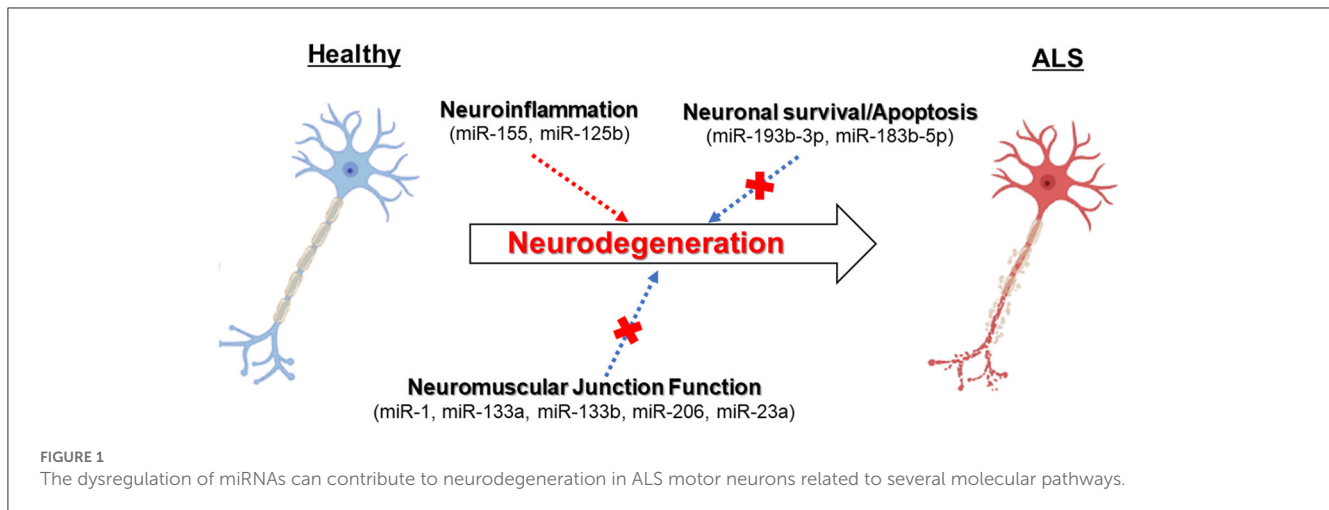 Healthy
ALS
Neuroinflammation
(miR-155, miR-125b)
Neuronal survival/Apoptosis
(miR-193b-3p, miR-183b-5p)
Neurodegeneration
Neuromuscular Junction Function
(miR-1, miR-133a, miR-133b, miR-206, miR-23a)
FIGURE 1
The dysregulation of miRNAs can contribute to neurodegeneration in ALS motor neurons related to several molecular pathways.